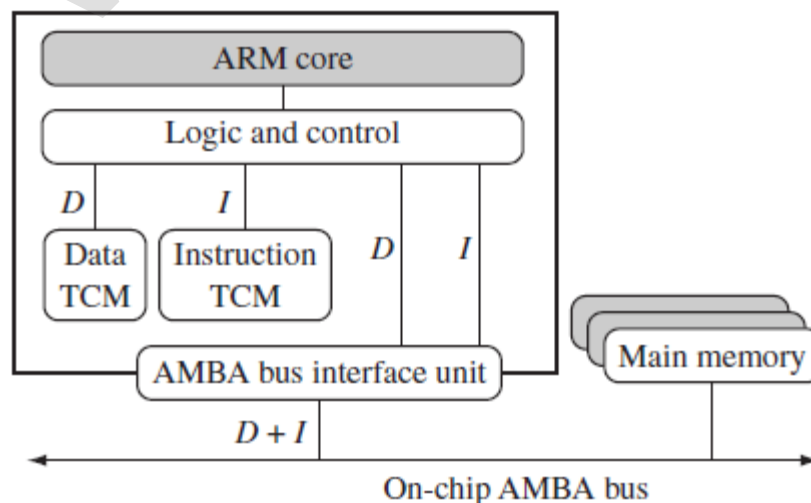 ARM core
Logic and control
D
I
D
I
Data
TCM
Instruction
TCM
Main memory
AMBA bus interface unit
D + I
On-chip AMBA bus